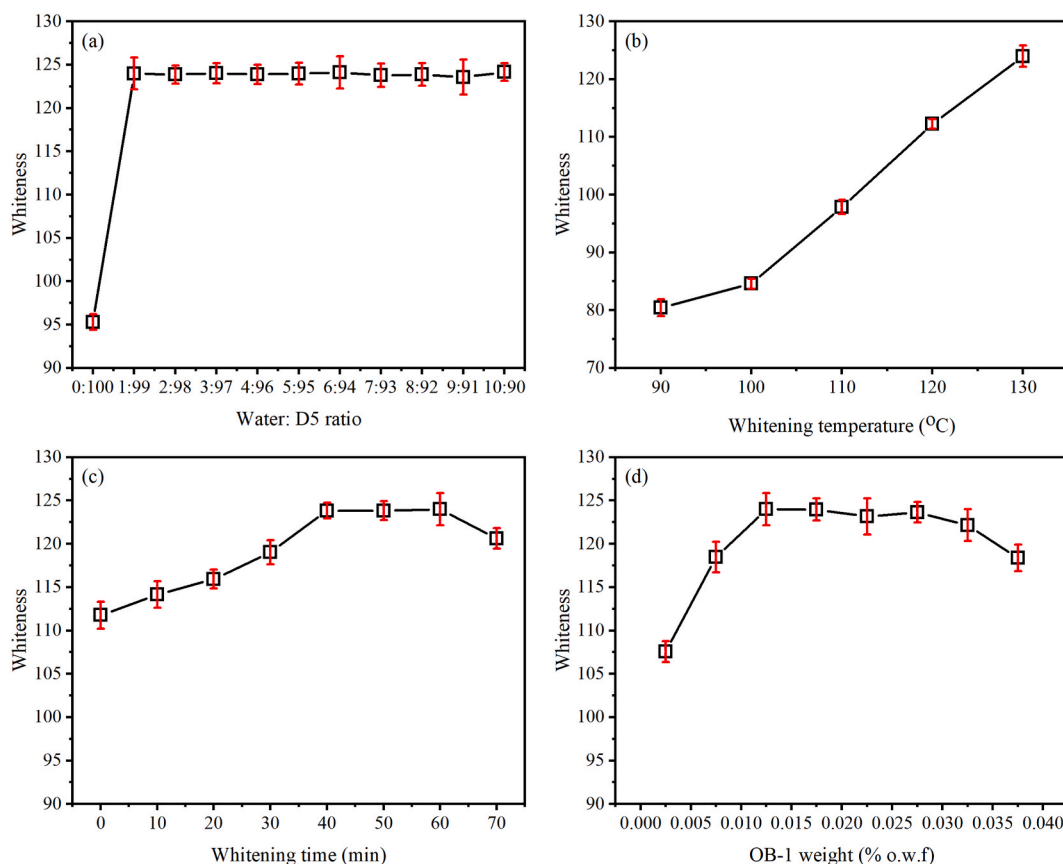 (a)
130
125
120
115
110
105
100
95
90
Whiteness
0:100 1:99 2:98 3:97 4:96 5:95 6:94 7:93 8:92 9:91 10:90
Water: D5 ratio
(b)
130
120
110
100
90
80
70
Whiteness
90 100 110 120 130
Whitening temperature (°C)
(c)
130
125
120
115
110
105
100
95
90
Whiteness
0 10 20 30 40 50 60 70
Whitening time (min)
(d)
130
125
120
115
110
105
100
95
90
Whiteness
0.000 0.005 0.010 0.015 0.020 0.025 0.030 0.035 0.040
OB-1 weight (% o.w.f)